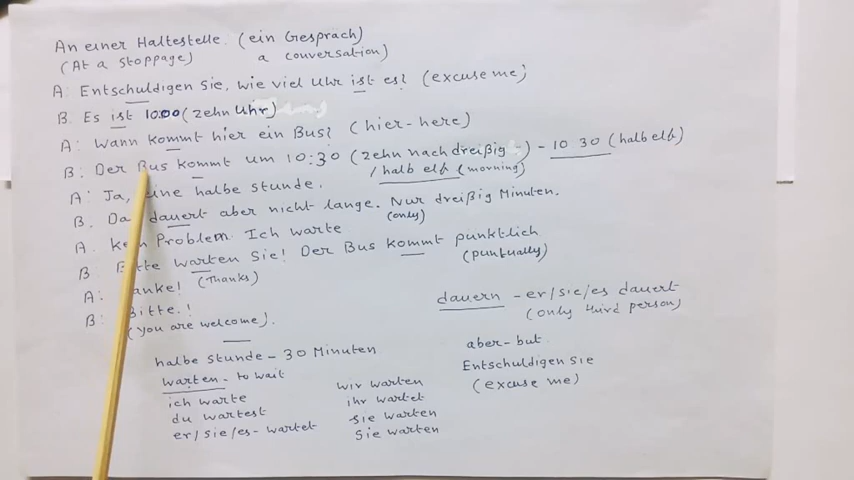 An einer Haltestelle. (ein Gespräch)
(At a stoppage) a conversation)
A: Entschuldigen Sie, wie viel Uhr ist es? (excuse me)
B. Es ist 10:00 (zehn Uhr)
A: Wann kommt hier ein Bus? (hier-here)
B: Der Bus kommt um 10:30 (zehn nach dreißig -) - 10 30 (halb elf)
/ halb elf (morning)
A: Ja, eine halbe Stunde.
B. Das dauert aber nicht lange. Nur dreißig Minuten.
(only)
A. Kein Problem. Ich warte
B: Bitte warten Sie! Der Bus kommt punktlich
(punctually)
A: Danke! (Thanks)
B: Bitte.!
(you are welcome).
dauern - er/sie/es dauert
(only third person)
halbe Stunde - 30 Minuten
warten - to wait
ich warte
du wartest
er/sie/es- wartet
wir warten
ihr wartet
sie warten
Sie warten
aber-but
Entschuldigen Sie
(excuse me)